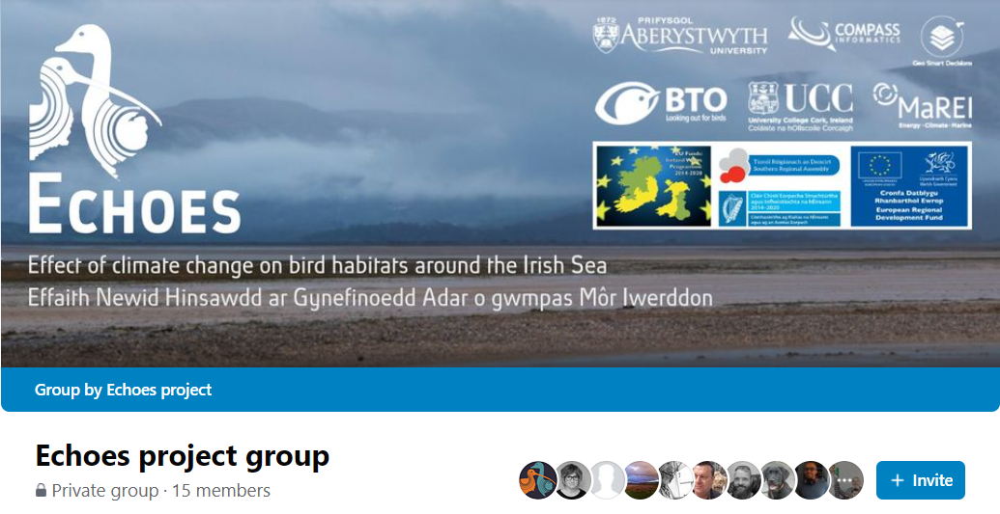 1872
PRIFYSGOL
ABERYSTWYTH
UNIVERSITY
COMPASS
INFORMATICS
Geo Smart Decisions
BTO
Looking out for birds
UCC
University College Cork, Ireland
Coláiste na hOllscoile Corcaigh
MaREI
Energy · Climate · Marine
EU Funds:
Ireland Wales
Programme
2014-2020
Tionól Réigiúnach an Deiscirt
Southern Regional Assembly
2014-2020
Llywodraeth Cymru
Welsh Government
Cronfa Datblygu
Rhanbarthol Ewrop
European Regional
Development Fund
ECHOES
Effect of climate change on bird habitats around the Irish Sea
Effaith Newid Hinsawdd ar Gynefinoedd Adar o gwmpas Môr Iwerddon
Group by Echoes project
Echoes project group
Private group · 15 members
+ Invite